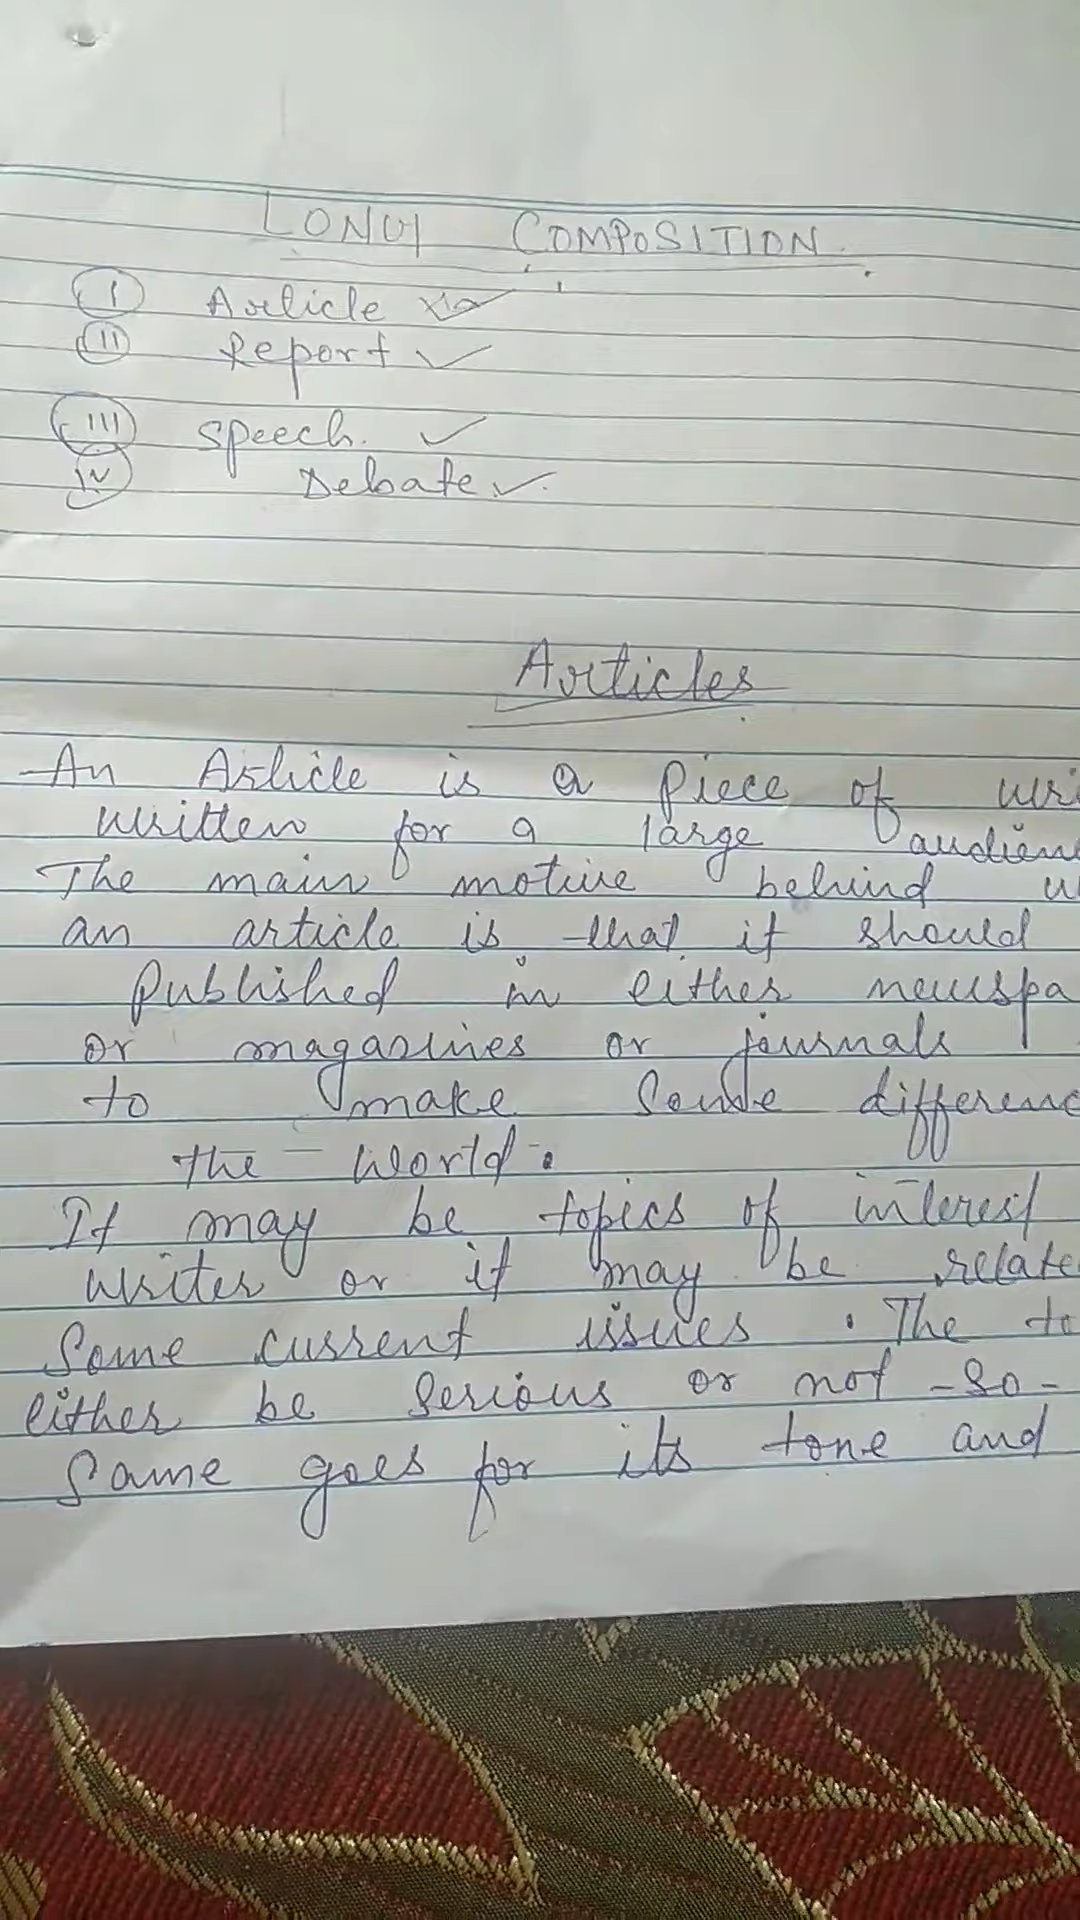 LONG COMPOSITION.
(I) Article
(II) Report ✓
(III) Speech. ✓
(IV) Debate ✓.
Articles
An Article is a piece of wri
written for a large audien
The main motive behind w
an article is that it should
published in either newspa
or magazines or journals
to make some differenc
the world.
It may be topics of interest
writer or it may be relate
Some current issues. The to
either be serious or not -so-
Same goes for its tone and